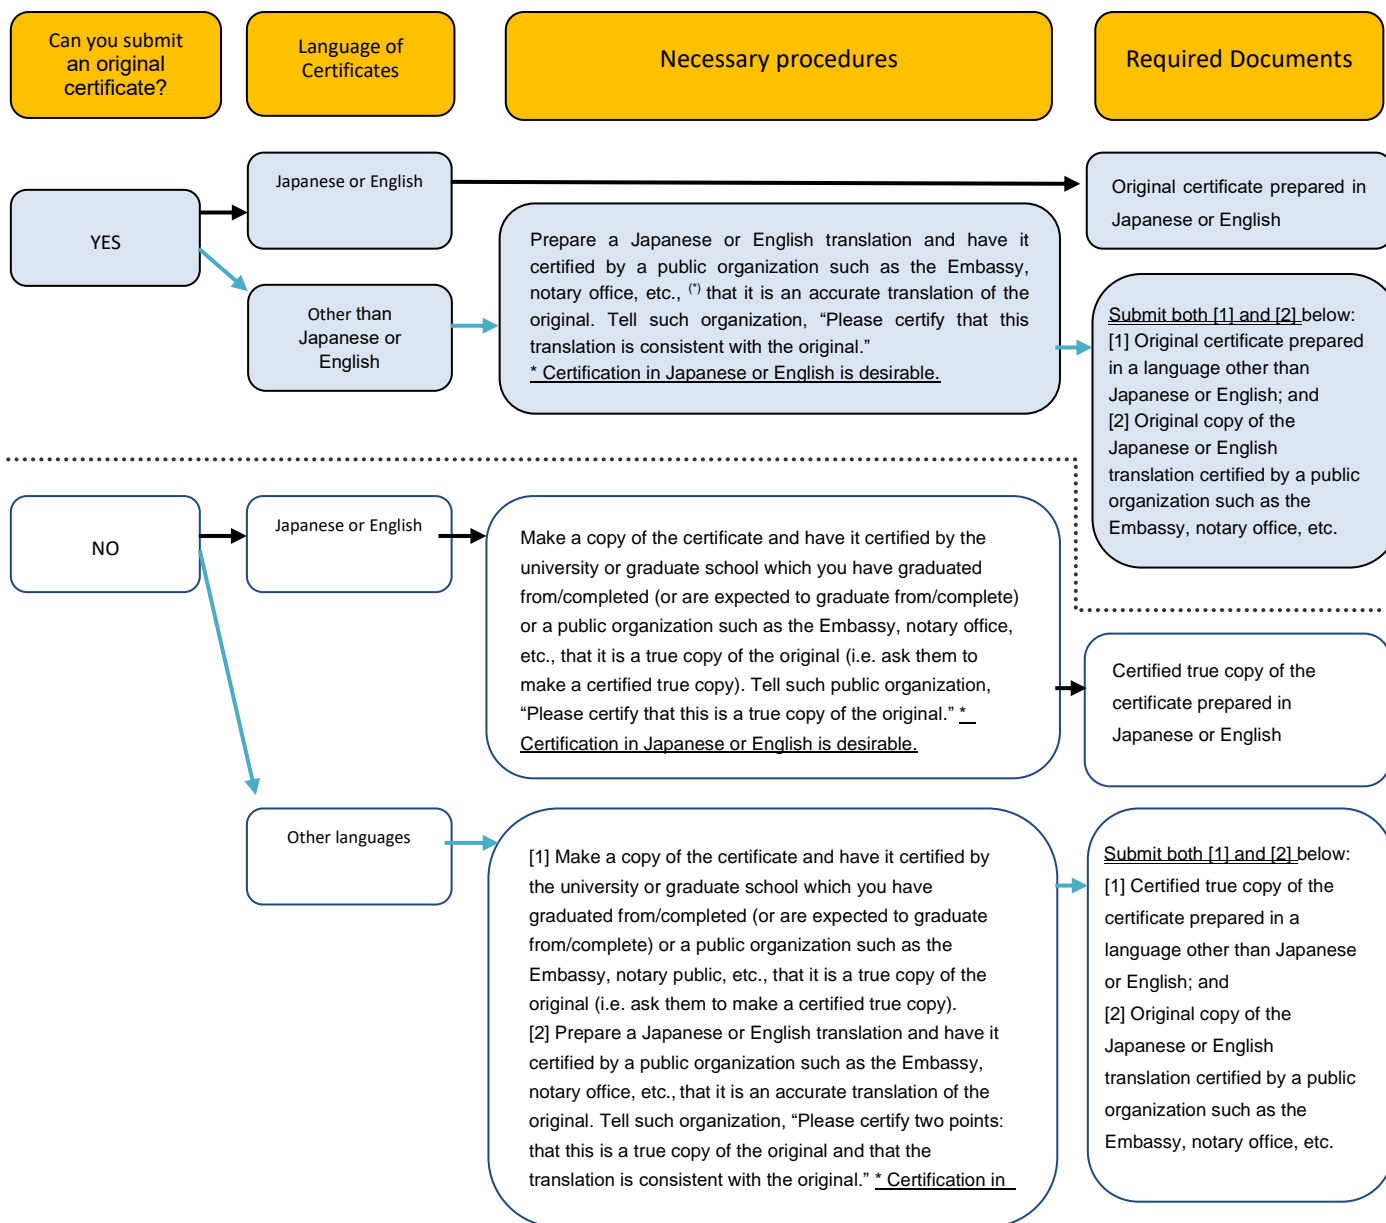 Can you submit
an original
certificate?
Language of
Certificates
Necessary procedures
Required Documents
YES
Japanese or English
Original certificate prepared in
Japanese or English
Other than
Japanese or
English
Prepare a Japanese or English translation and have it
certified by a public organization such as the Embassy,
notary office, etc., (*) that it is an accurate translation of the
original. Tell such organization, “Please certify that this
translation is consistent with the original.”
* Certification in Japanese or English is desirable.
Submit both [1] and [2] below:
[1] Original certificate prepared
in a language other than
Japanese or English; and
[2] Original copy of the
Japanese or English
translation certified by a public
organization such as the
Embassy, notary office, etc.
NO
Japanese or English
Make a copy of the certificate and have it certified by the
university or graduate school which you have graduated
from/completed (or are expected to graduate from/complete)
or a public organization such as the Embassy, notary office,
etc., that it is a true copy of the original (i.e. ask them to
make a certified true copy). Tell such public organization,
“Please certify that this is a true copy of the original.” *
Certification in Japanese or English is desirable.
Certified true copy of the
certificate prepared in
Japanese or English
Other languages
[1] Make a copy of the certificate and have it certified by
the university or graduate school which you have
graduated from/completed (or are expected to graduate
from/complete) or a public organization such as the
Embassy, notary public, etc., that it is a true copy of the
original (i.e. ask them to make a certified true copy).
[2] Prepare a Japanese or English translation and have it
certified by a public organization such as the Embassy,
notary office, etc., that it is an accurate translation of the
original. Tell such organization, “Please certify two points:
that this is a true copy of the original and that the
translation is consistent with the original.” * Certification in
Submit both [1] and [2] below:
[1] Certified true copy of the
certificate prepared in a
language other than Japanese
or English; and
[2] Original copy of the
Japanese or English
translation certified by a public
organization such as the
Embassy, notary office, etc.